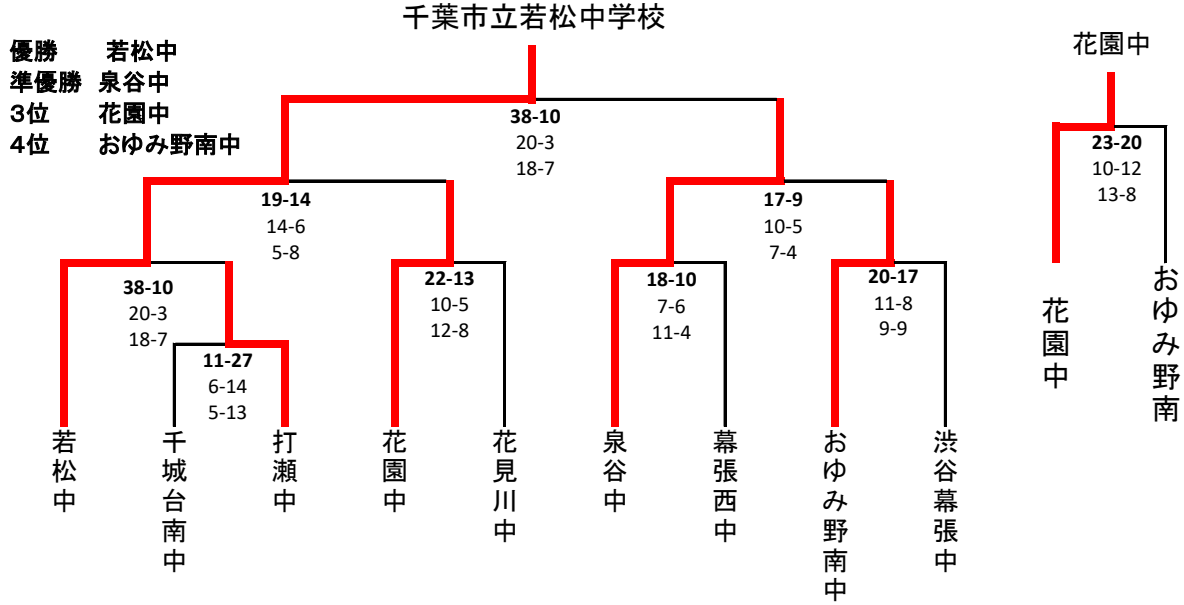 千葉市立若松中学校
優勝 若松中
準優勝 泉谷中
3位 花園中
4位 おゆみ野南中
38-10
20-3
18-7
19-14
14-6
5-8
17-9
10-5
7-4
38-10
20-3
18-7
11-27
6-14
5-13
22-13
10-5
12-8
18-10
7-6
11-4
20-17
11-8
9-9
若松中
千城台南中
打瀬中
花園中
花見川中
泉谷中
幕張西中
おゆみ野南中
渋谷幕張中
花園中
23-20
10-12
13-8
花園中
おゆみ野南